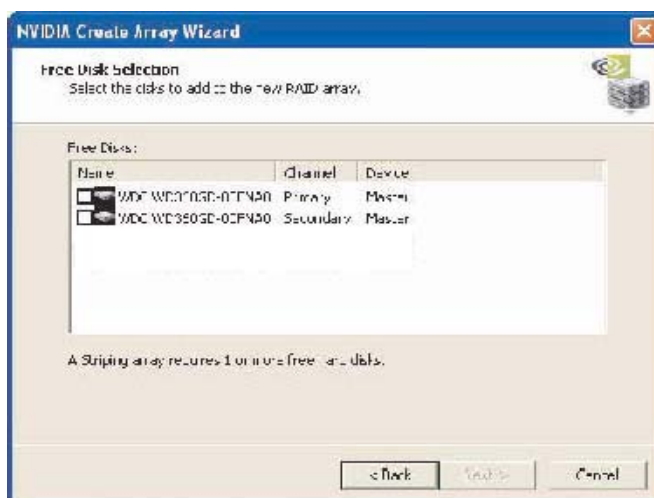 NVIDIA Create Array Wizard
Free Disk Selection
Select the disks to add to the new RAID array.
Free Disks:
Name Channel Device
WDC Primary Master
WDC Secondary Master
A Striping array requires 1 or more free hard disks.
< Back Next > Cancel